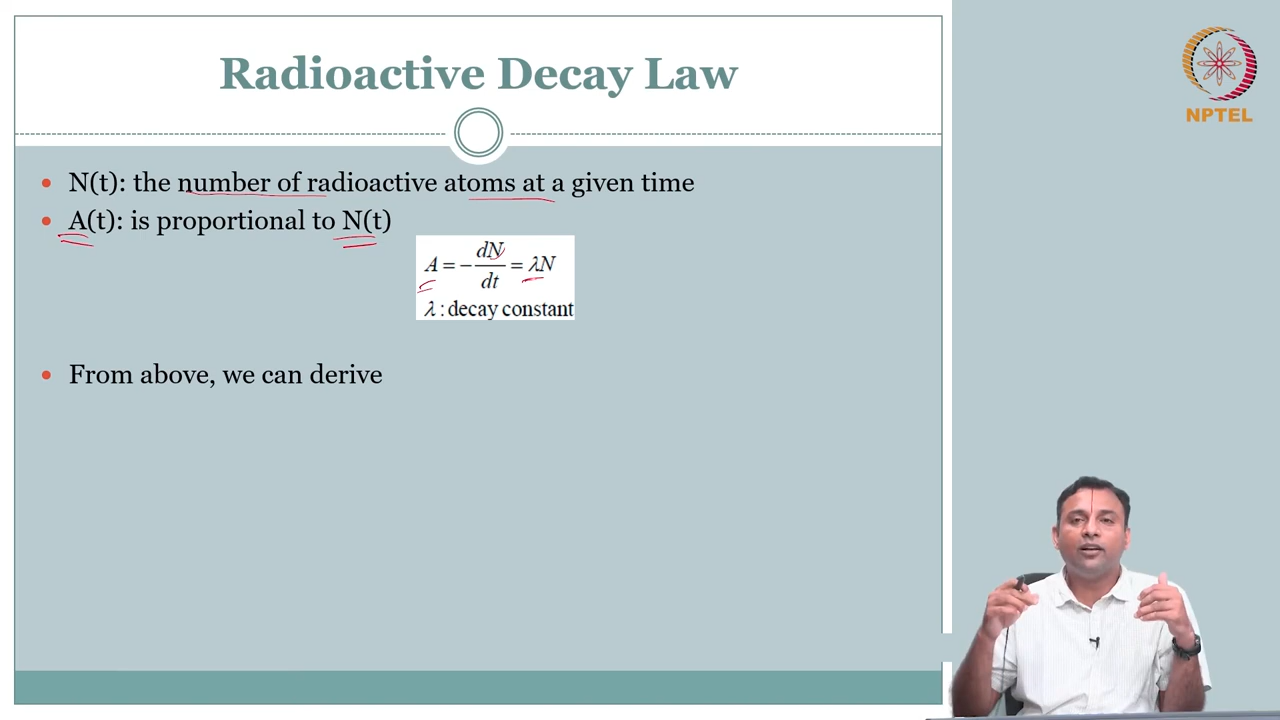 Radioactive Decay Law
NPTEL
• N(t): the number of radioactive atoms at a given time
• A(t): is proportional to N(t)
A = − dN/dt = λN
λ : decay constant
• From above, we can derive